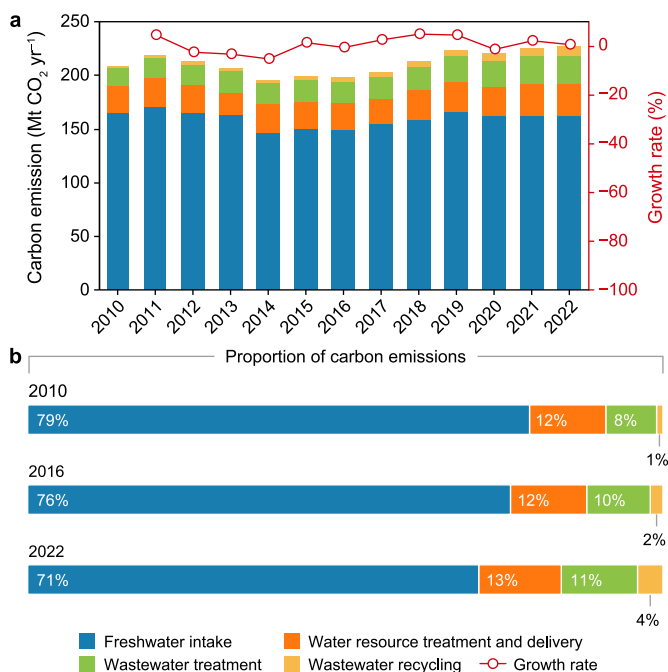 a
Carbon emission (Mt CO₂ yr⁻¹)
250
200
150
100
50
0
0
−20
−40
−60
−80
−100
Growth rate (%)
2010 2011 2012 2013 2014 2015 2016 2017 2018 2019 2020 2021 2022
b
Proportion of carbon emissions
2010
79% 12% 8%
1%
2016
76% 12% 10%
2%
2022
71% 13% 11%
4%
Freshwater intake Water resource treatment and delivery
Wastewater treatment Wastewater recycling Growth rate